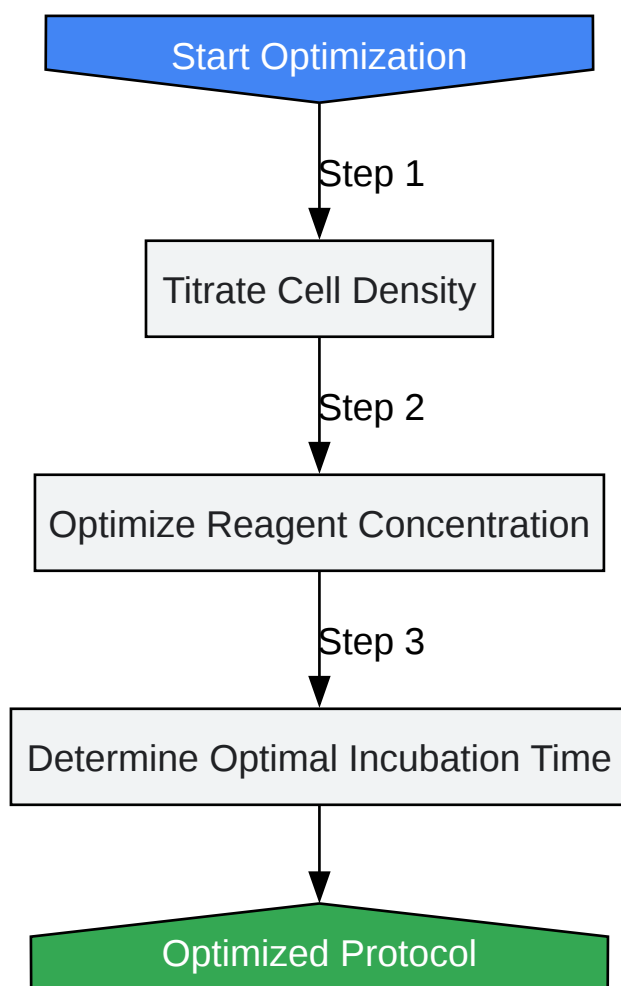 Start Optimization
Step 1
Titrate Cell Density
Step 2
Optimize Reagent Concentration
Step 3
Determine Optimal Incubation Time
Optimized Protocol